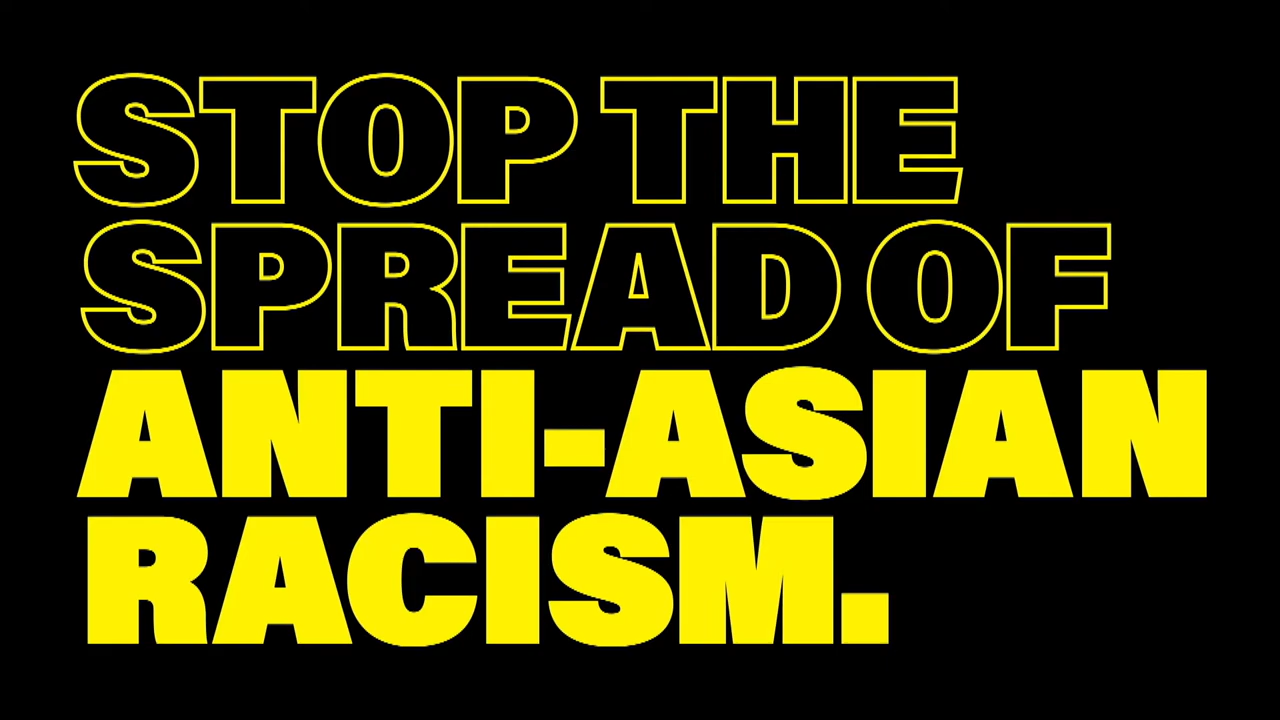 STOP THE
SPREAD OF
ANTI-ASIAN
RACISM.